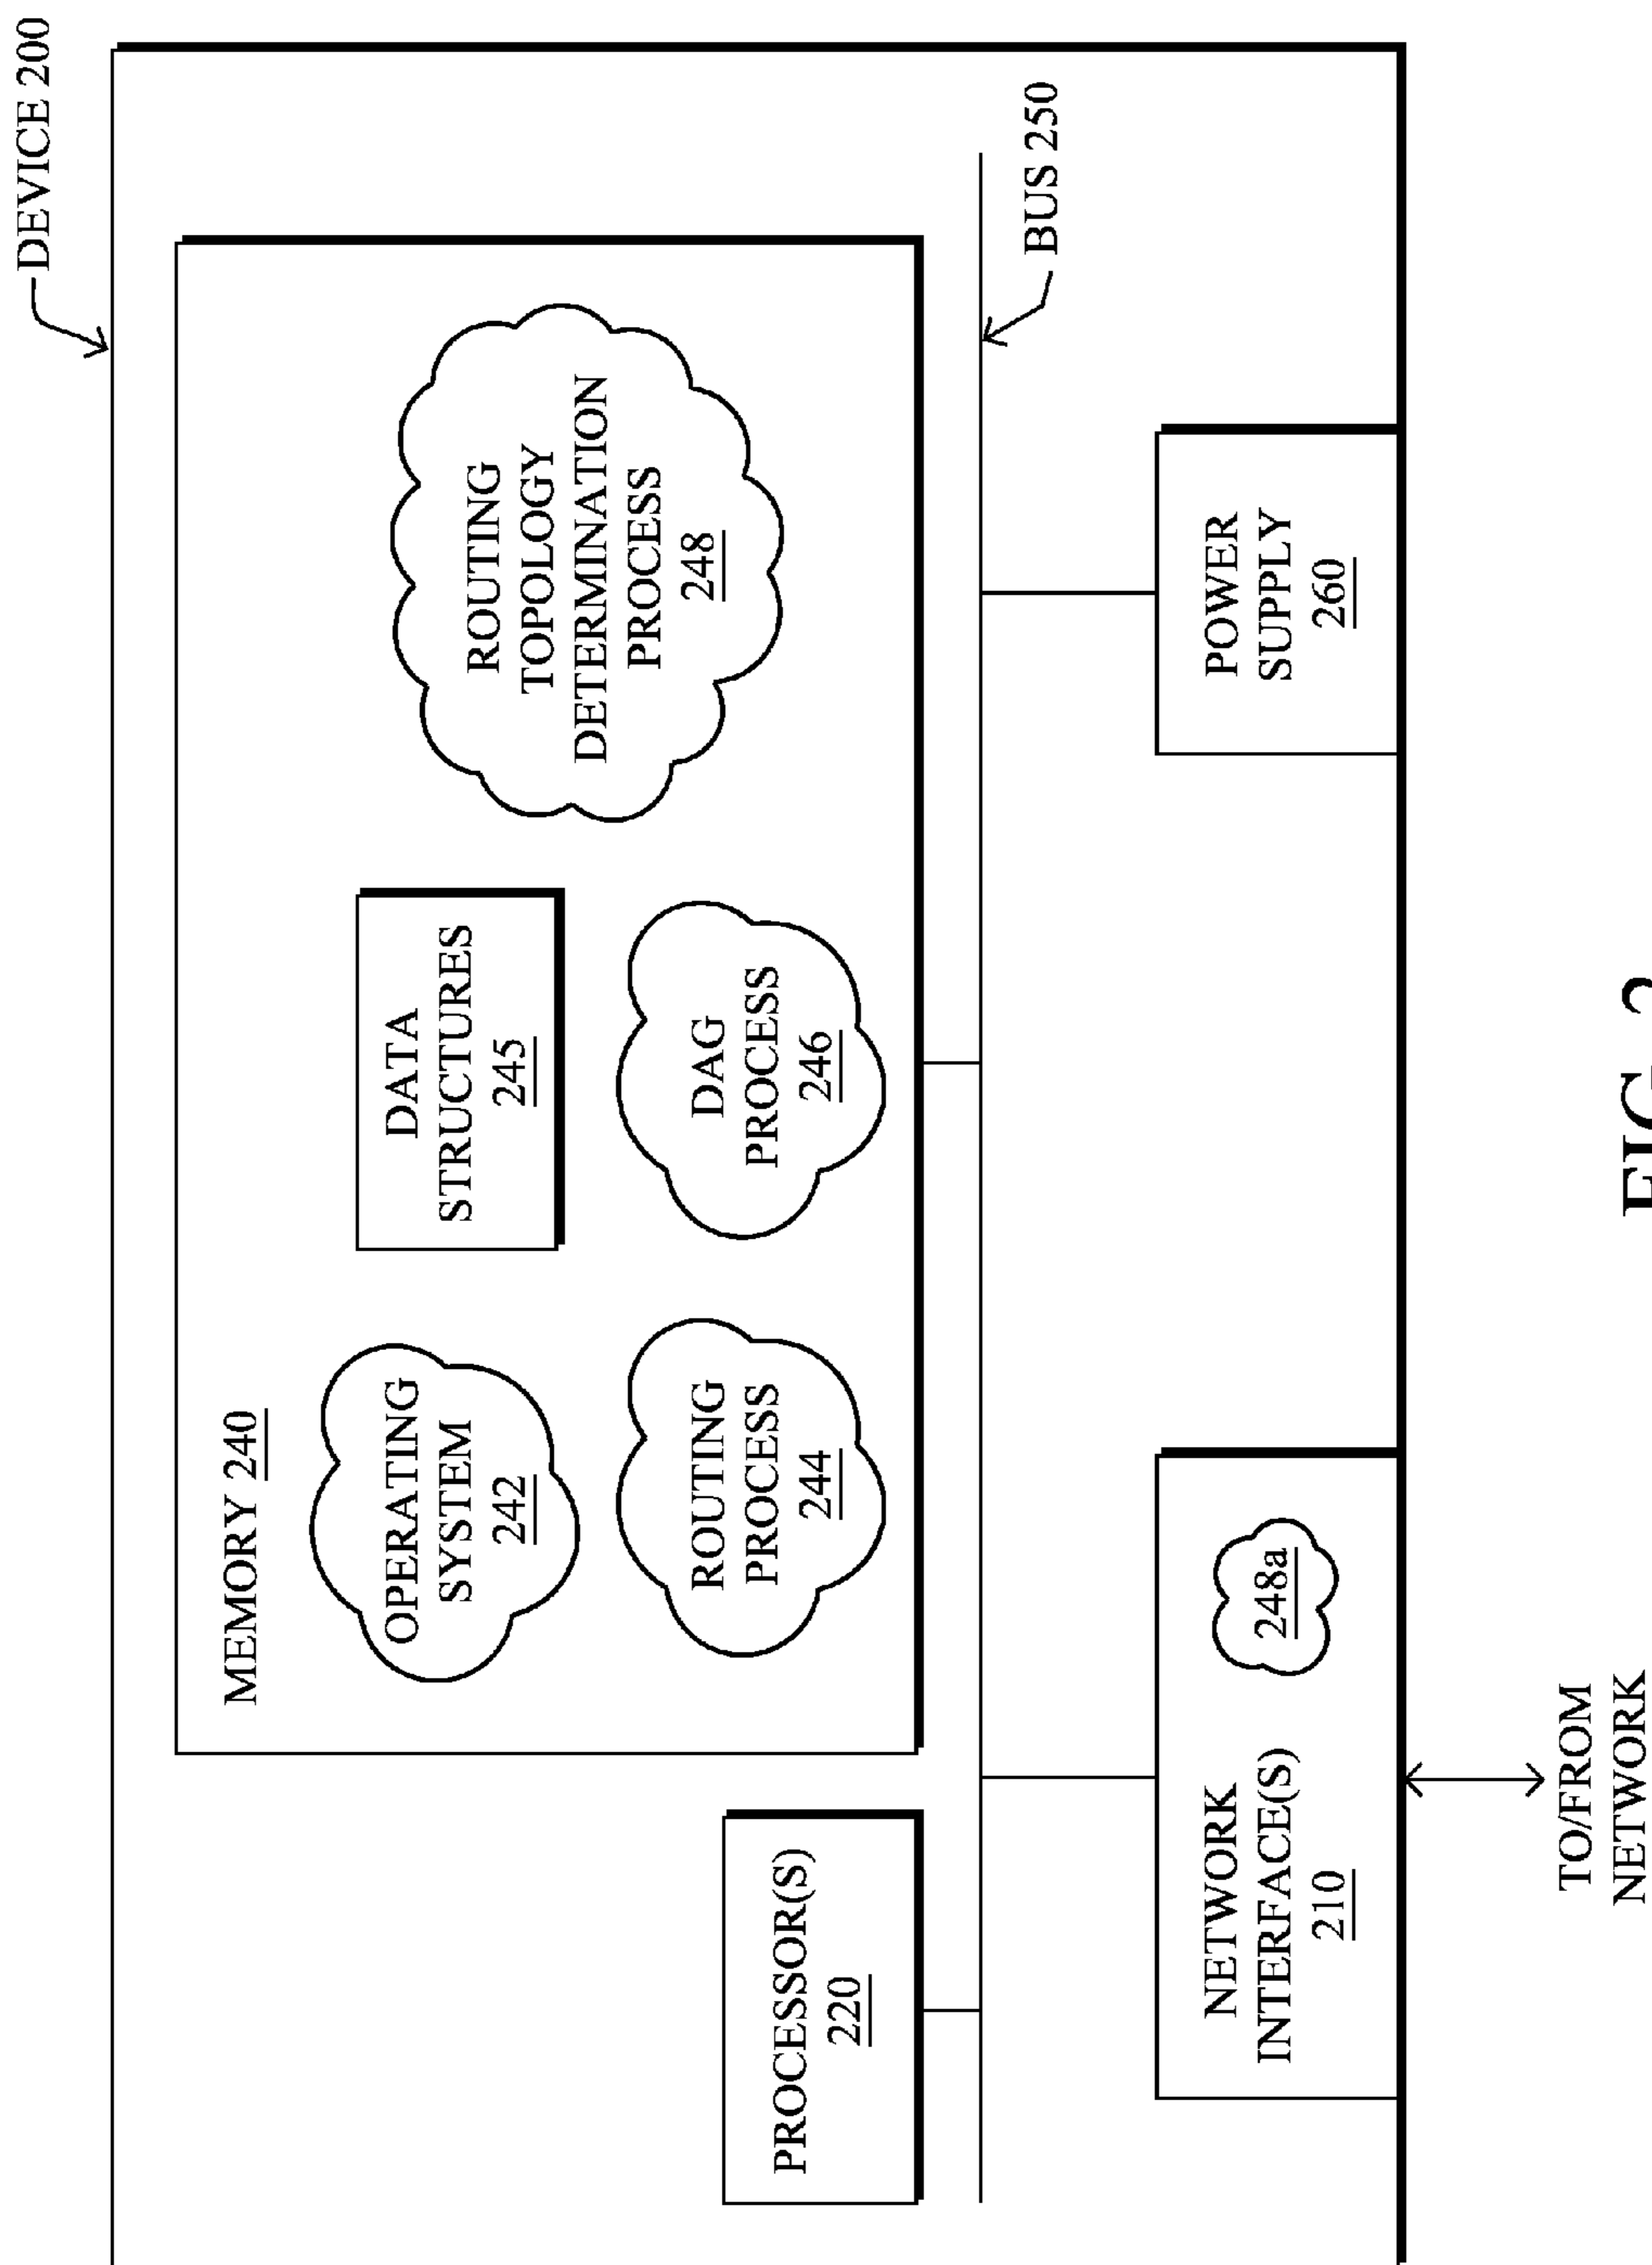 DEVICE 200
MEMORY 240
OPERATING
SYSTEM
242
DATA
STRUCTURES
245
ROUTING
TOPOLOGY
DETERMINATION
PROCESS
248
ROUTING
PROCESS
244
DAG
PROCESS
246
PROCESSOR(S)
220
BUS 250
NETWORK
INTERFACE(S)
210
248a
POWER
SUPPLY
260
TO/FROM
NETWORK